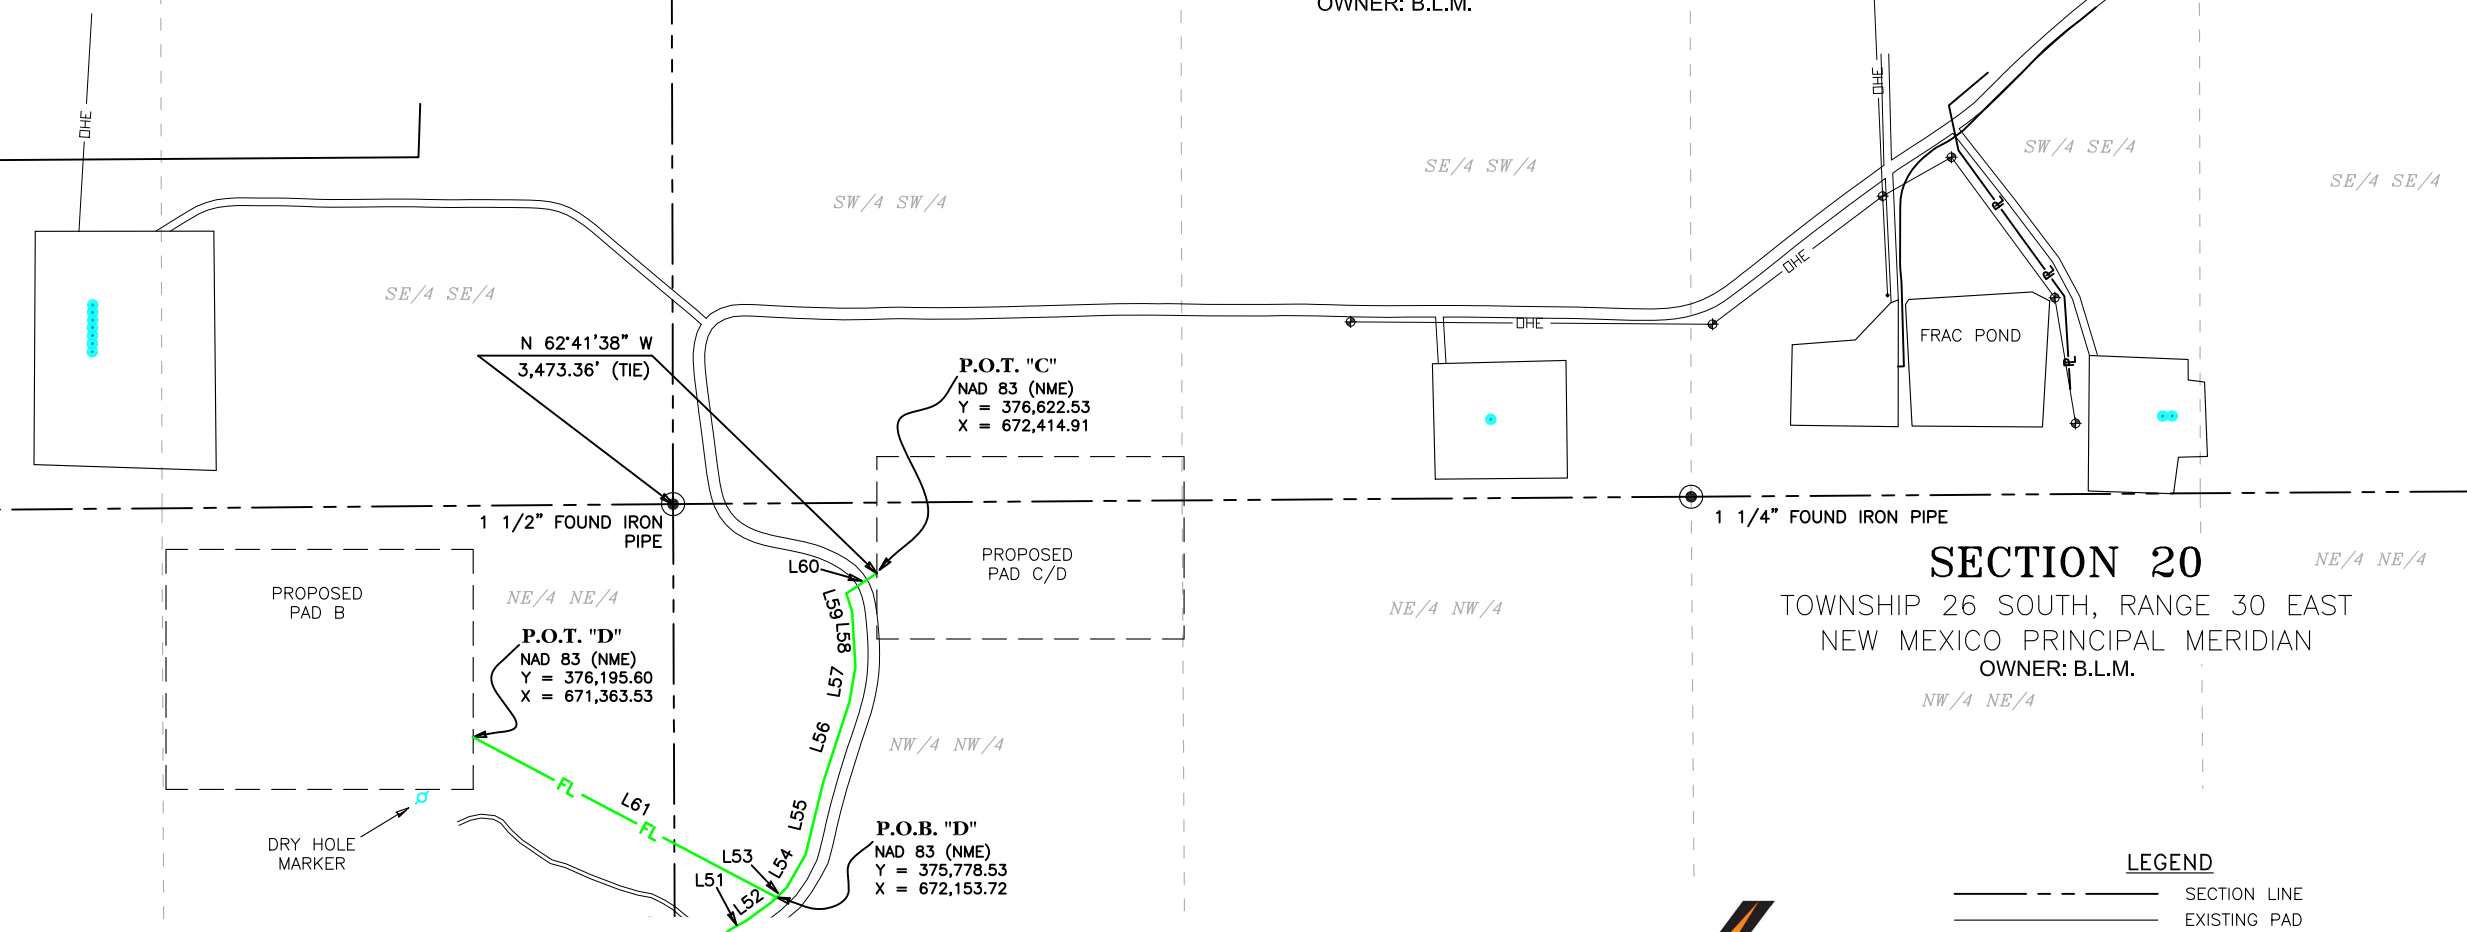 OWNER: B.L.M.
OHE
OHE
SW/4 SE/4
SE/4 SW/4
SE/4 SE/4
SW/4 SW/4
RL
OHE
RL
SE/4 SE/4
OHE
FRAC POND
RL
N 62°41'38" W
3,473.36' (TIE)
P.O.T. "C"
NAD 83 (NME)
Y = 376,622.53
X = 672,414.91
1 1/2" FOUND IRON
PIPE
1 1/4" FOUND IRON PIPE
SECTION 20
TOWNSHIP 26 SOUTH, RANGE 30 EAST
NEW MEXICO PRINCIPAL MERIDIAN
OWNER: B.L.M.
NE/4 NE/4
PROPOSED
PAD C/D
L60
PROPOSED
PAD B
NE/4 NE/4
L59
L58
NE/4 NW/4
P.O.T. "D"
NAD 83 (NME)
Y = 376,195.60
X = 671,363.53
L57
NW/4 NE/4
L56
NW/4 NW/4
FL
L61
FL
L55
P.O.B. "D"
NAD 83 (NME)
Y = 375,778.53
X = 672,153.72
DRY HOLE
MARKER
L53
L54
L51
L52
LEGEND
SECTION LINE
EXISTING PAD